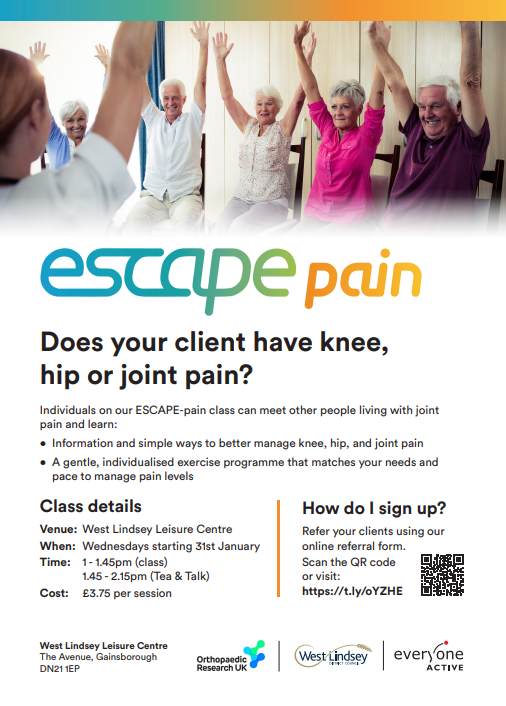 escape pain
Does your client have knee,
hip or joint pain?
Individuals on our ESCAPE-pain class can meet other people living with joint
pain and learn:
• Information and simple ways to better manage knee, hip, and joint pain
• A gentle, individualised exercise programme that matches your needs and
pace to manage pain levels
Class details
Venue: West Lindsey Leisure Centre
When: Wednesdays starting 31st January
Time: 1 - 1.45pm (class)
1.45 - 2.15pm (Tea & Talk)
Cost: £3.75 per session
How do I sign up?
Refer your clients using our
online referral form.
Scan the QR code
or visit:
https://t.ly/oYZHE
West Lindsey Leisure Centre
The Avenue, Gainsborough
DN21 1EP
Orthopaedic
Research UK
West Lindsey
DISTRICT COUNCIL
everyone
ACTIVE